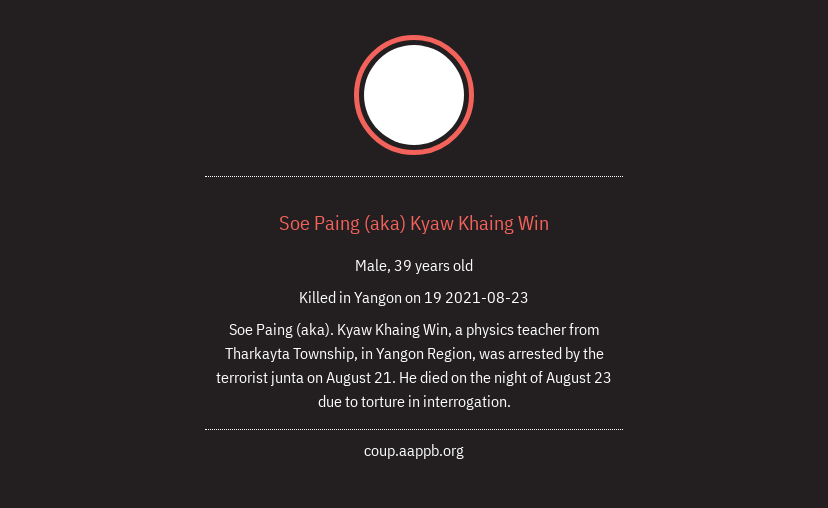 Soe Paing (aka) Kyaw Khaing Win
Male, 39 years old
Killed in Yangon on 19 2021-08-23
Soe Paing (aka). Kyaw Khaing Win, a physics teacher from
Tharkayta Township, in Yangon Region, was arrested by the
terrorist junta on August 21. He died on the night of August 23
due to torture in interrogation.
coup.aappb.org